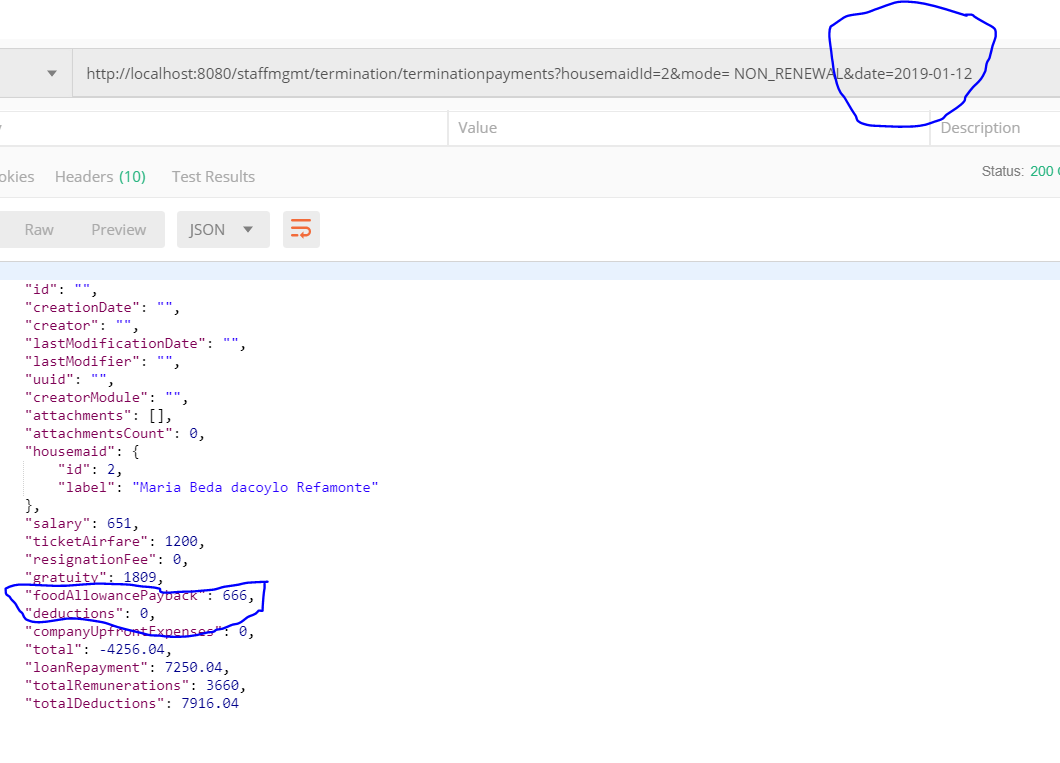 http://localhost:8080/staffmgmt/termination/terminationpayments?housemaidId=2&mode= NON_RENEWAL&date=2019-01-12
Value Description
okies Headers (10) Test Results Status: 200
Raw Preview JSON
"id": "",
"creationDate": "",
"creator": "",
"lastModificationDate": "",
"lastModifier": "",
"uuid": "",
"creatorModule": "",
"attachments": [],
"attachmentsCount": 0,
"housemaid": {
"id": 2,
"label": "Maria Beda dacoylo Refamonte"
},
"salary": 651,
"ticketAirfare": 1200,
"resignationFee": 0,
"gratuity": 1809,
"foodAllowancePayback": 666,
"deductions": 0,
"companyUpfrontExpenses": 0,
"total": -4256.04,
"loanRepayment": 7250.04,
"totalRemunerations": 3660,
"totalDeductions": 7916.04